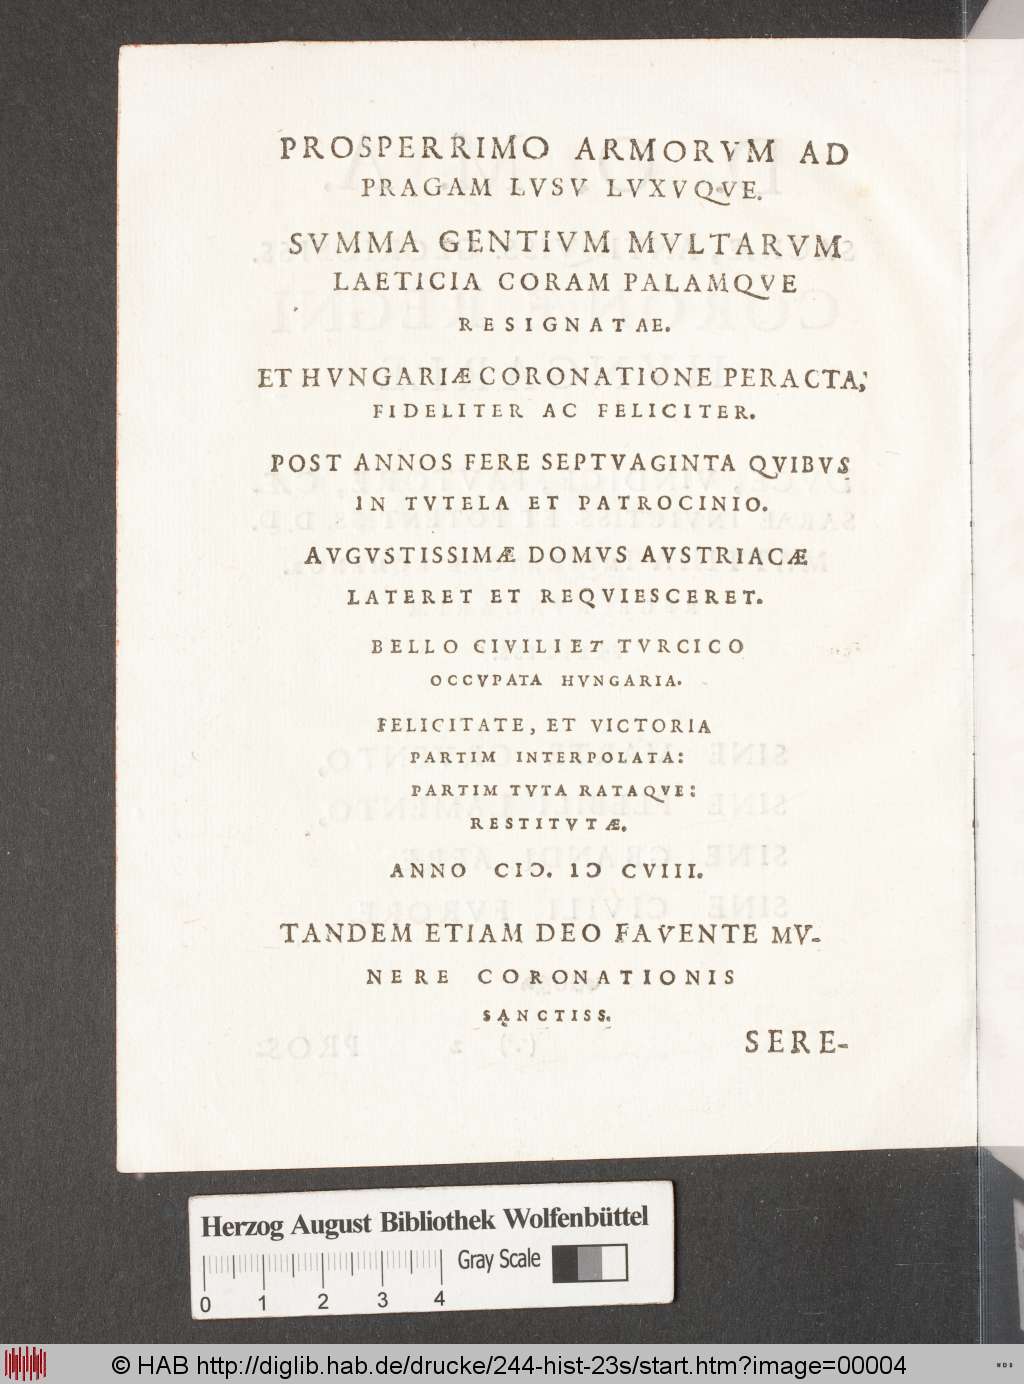 PROSPERRIMO ARMORVM AD
PRAGAM LVSV LVXVQVE.
SVMMA GENTIVM MVLTARVM
LAETICIA CORAM PALAMQVE
RESIGNATAE.
ET HVNGARIÆ CORONATIONE PERACTA,
FIDELITER AC FELICITER.
POST ANNOS FERE SEPTVAGINTA QVIBVS
IN TVTELA ET PATROCINIO.
AVGVSTISSIMÆ DOMVS AVSTRIACÆ
LATERET ET REQVIESCERET.
BELLO CIVILI ET TVRCICO
OCCVPATA HVNGARIA.
FELICITATE, ET VICTORIA
PARTIM INTERPOLATA:
PARTIM TVTA RATAQVE:
RESTITVTÆ.
ANNO CIↃ. IↃ CVIII.
TANDEM ETIAM DEO FAVENTE MV-
NERE CORONATIONIS
SANCTISS.
SERE-
Herzog August Bibliothek Wolfenbüttel
Gray Scale
0 1 2 3 4
© HAB http://diglib.hab.de/drucke/244-hist-23s/start.htm?image=00004